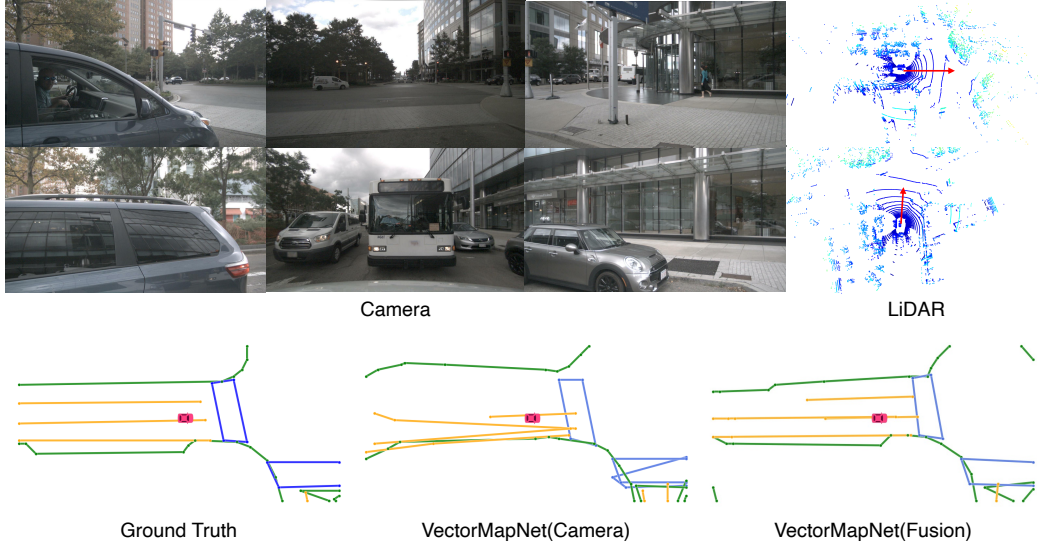 Camera
LiDAR
Ground Truth
VectorMapNet(Camera)
VectorMapNet(Fusion)